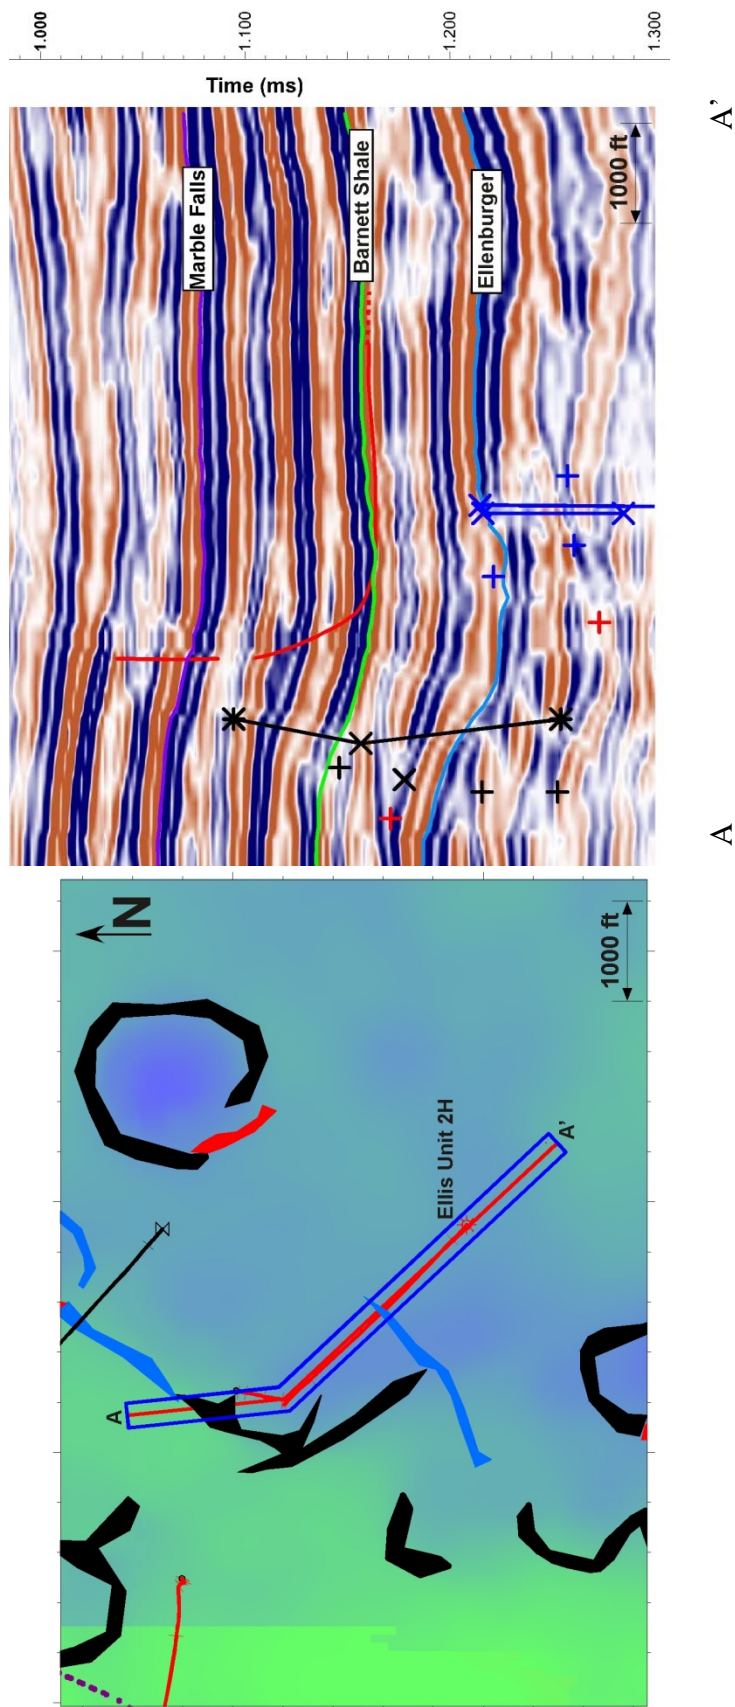 1.000
1.100
1.200
1.300
Time (ms)
Marble Falls
Barnett Shale
Ellenburger
1000 ft
A
A'
N
1000 ft
A
Ellis Unit 2H
A'